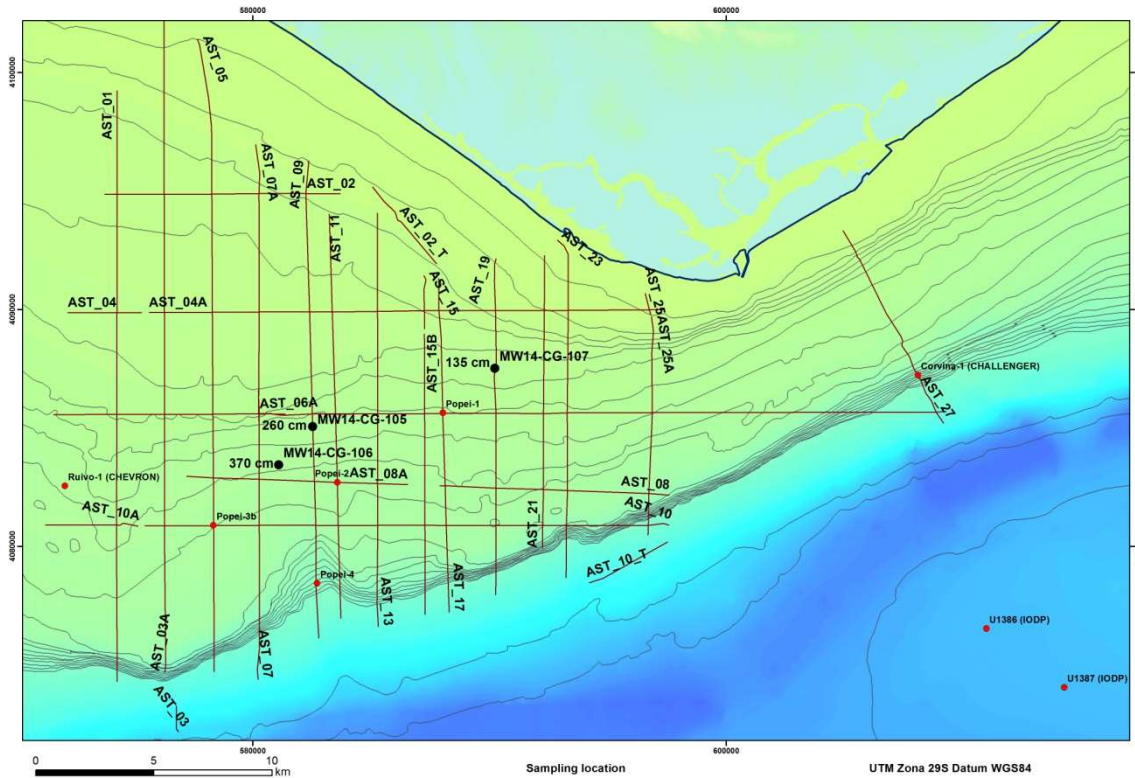 580000
600000
4100000
AST_05
AST_01
AST_07A
AST_09
AST_02
AST_11
AST_02_T
AST_23
AST_19
AST_15
AST_25A
AST_25A
AST_04
AST_04A
4090000
AST_15B
135 cm
MW14-CG-107
Corvina-1 (CHALLENGER)
AST_27
AST_06A
Popei-1
260 cm
MW14-CG-105
370 cm
MW14-CG-106
Popei-2
AST_08A
Ruivo-1 (CHEVRON)
AST_08
AST_10A
Popei-3b
AST_21
AST_10
AST_10_T
Popei-4
AST_13
AST_17
AST_03A
AST_07
AST_03
U1386 (IODP)
U1387 (IODP)
580000
600000
0
5
10
km
Sampling location
UTM Zona 29S Datum WGS84